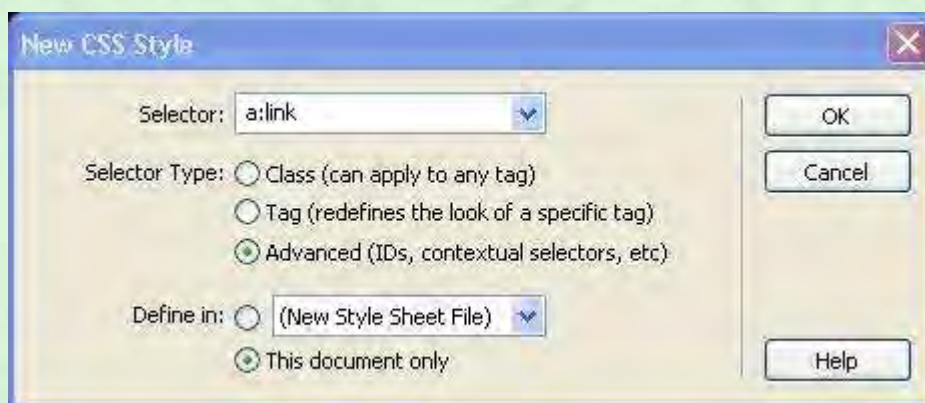 New CSS Style
Selector: a:link
OK
Selector Type: Class (can apply to any tag)
Cancel
Tag (redefines the look of a specific tag)
Advanced (IDs, contextual selectors, etc)
Define in: (New Style Sheet File)
This document only
Help